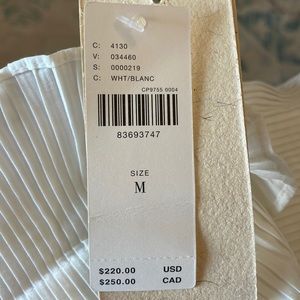 C: 4130
V: 034460
S: 0000219
C: WHT/BLANC
CP9755 0004
83693747
SIZE
M
$220.00 USD
$250.00 CAD